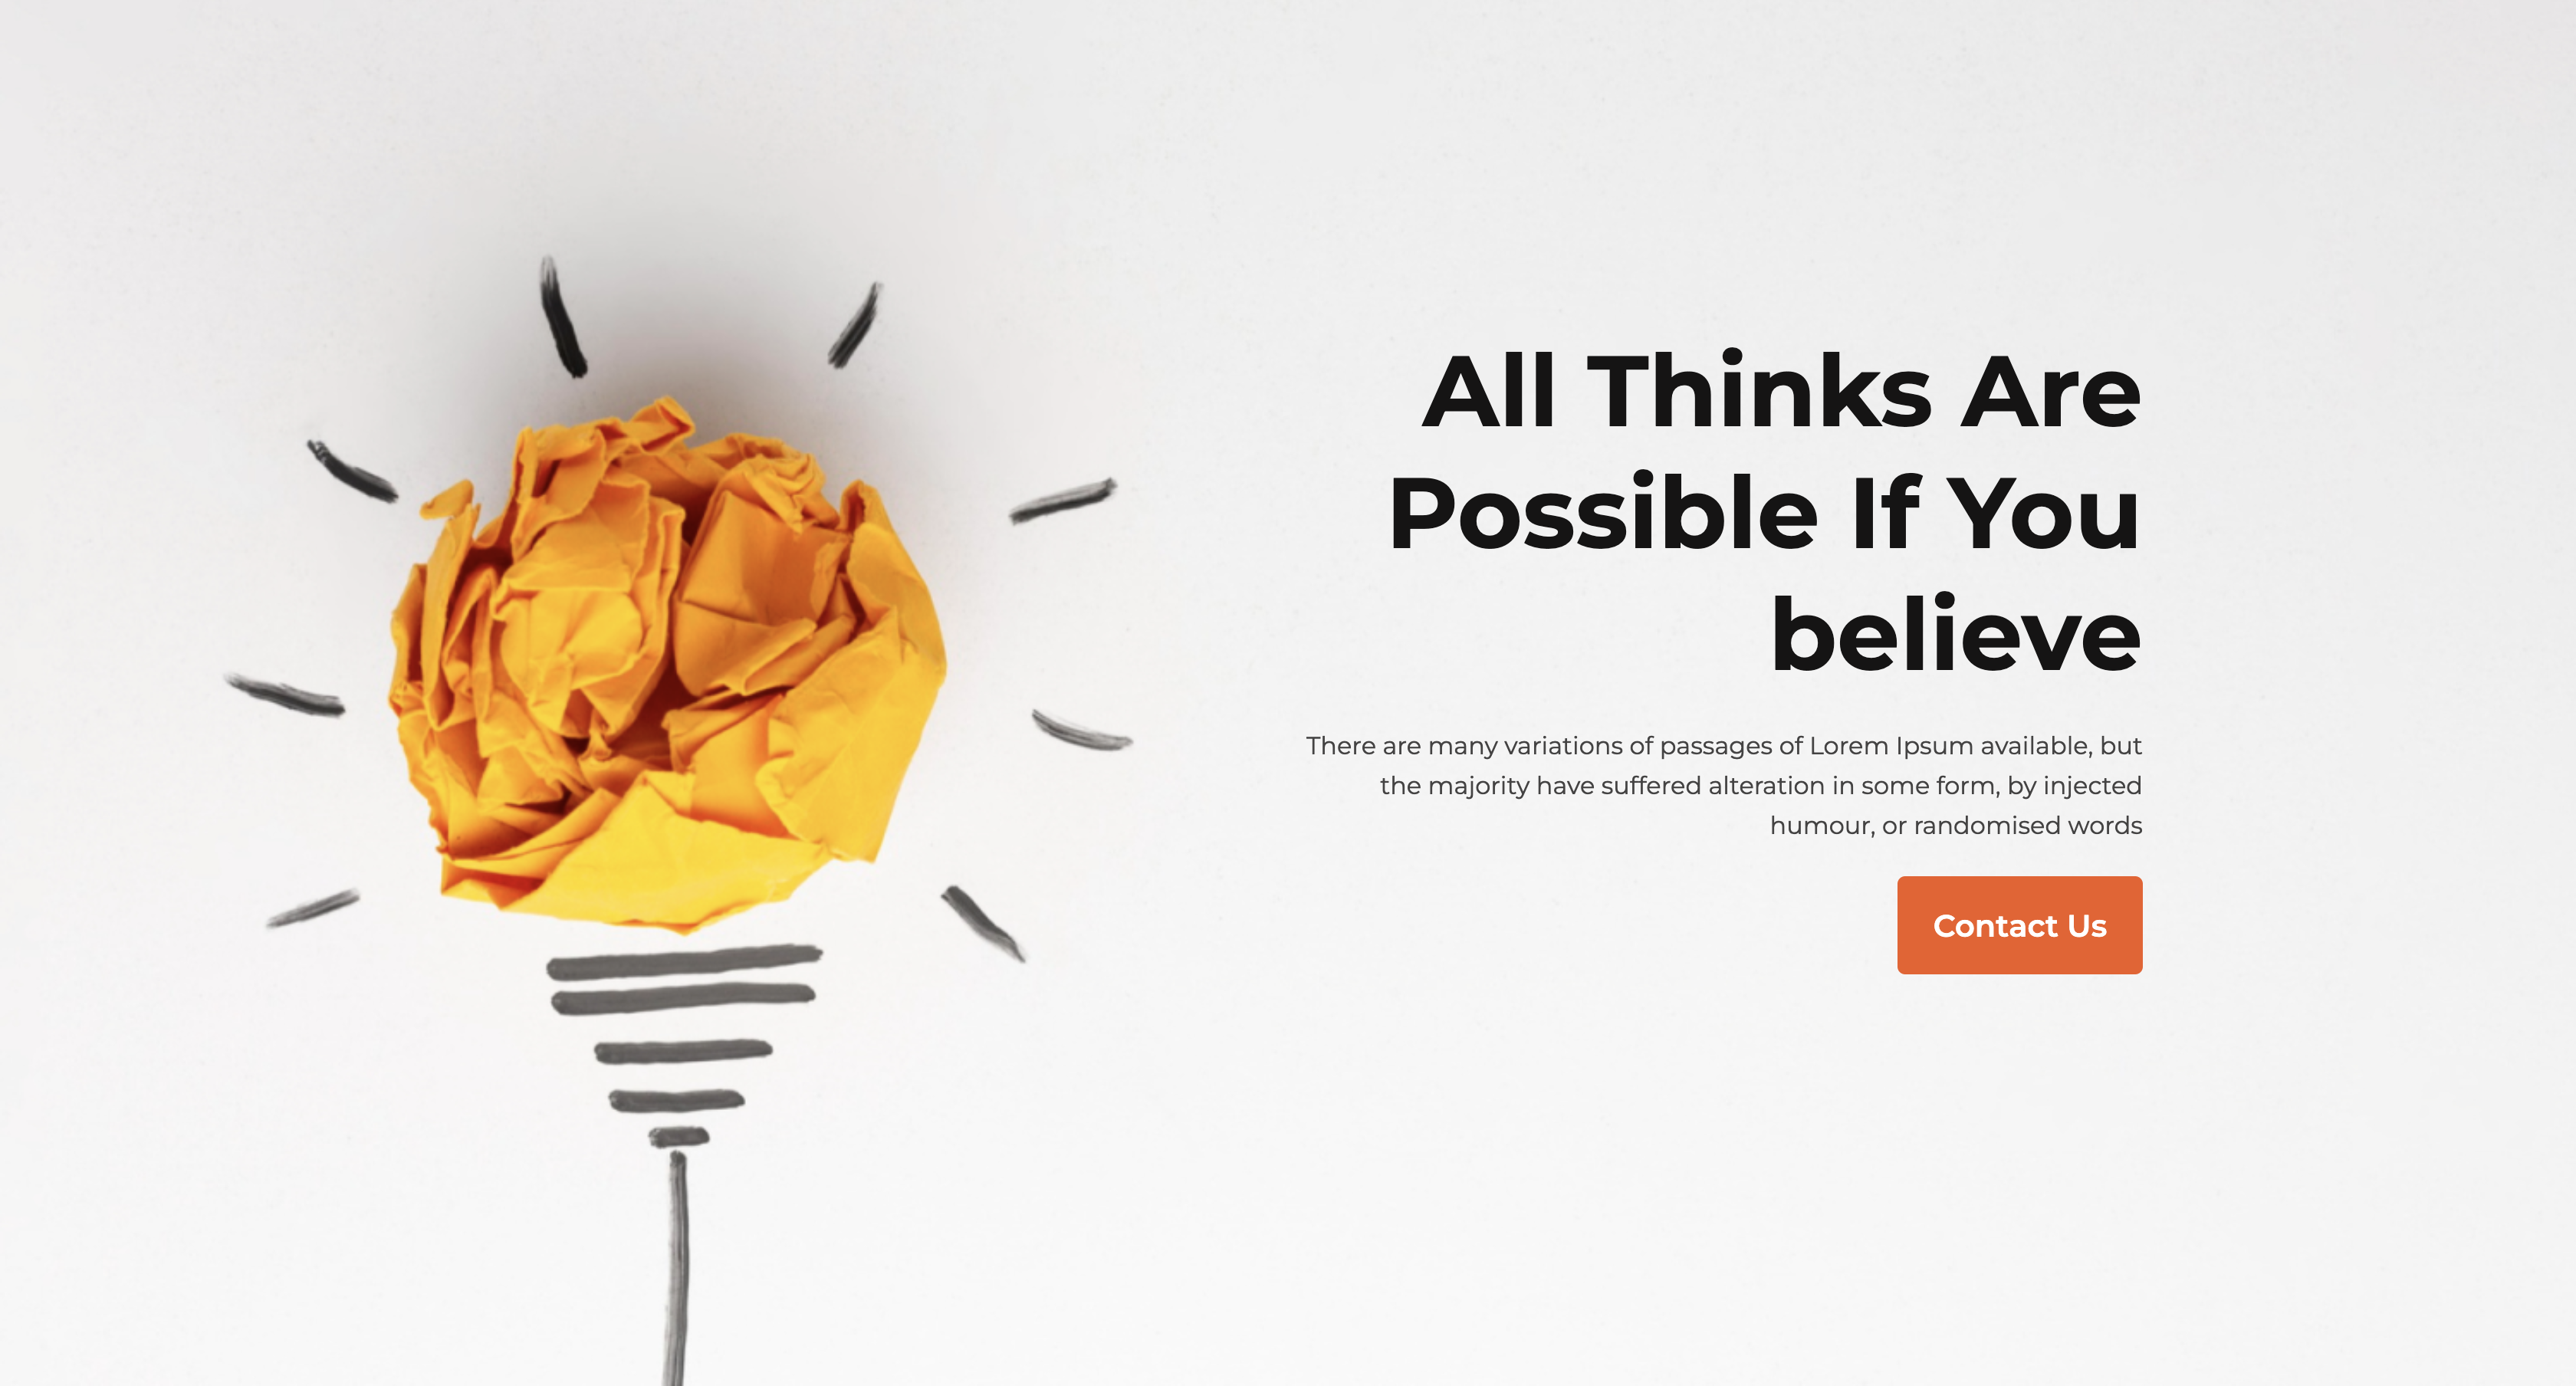 All Thinks Are
Possible If You
believe
There are many variations of passages of Lorem Ipsum available, but
the majority have suffered alteration in some form, by injected
humour, or randomised words
Contact Us